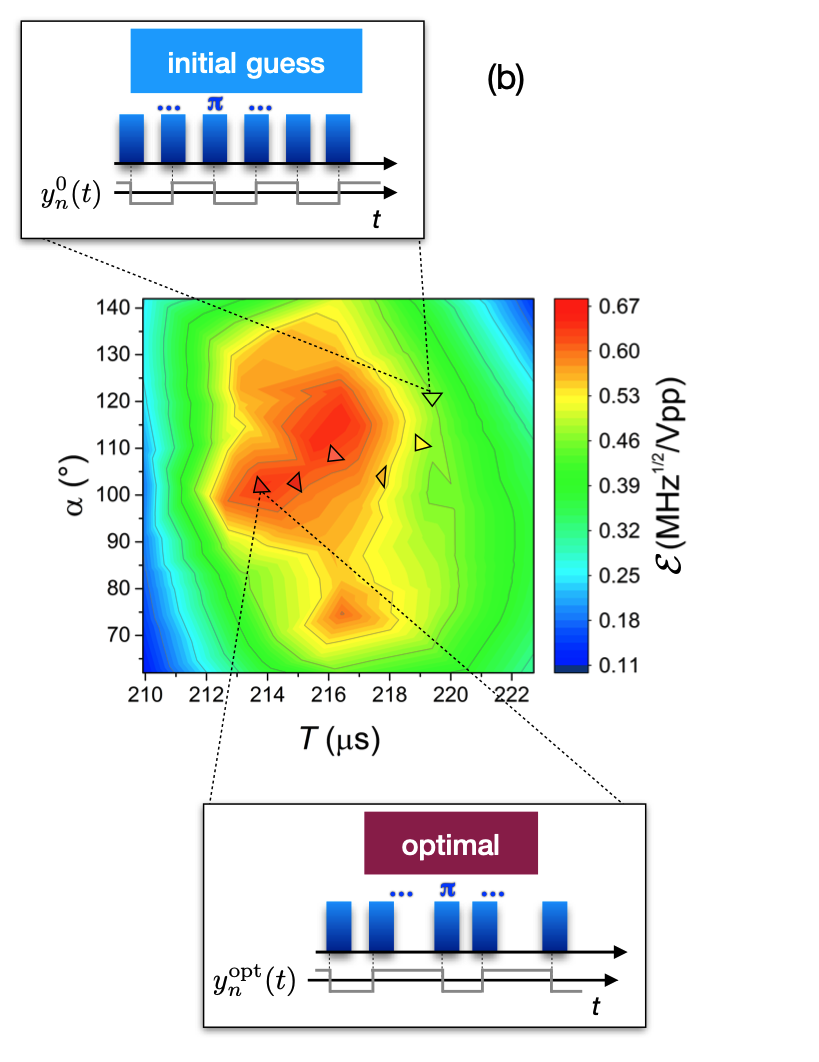 initial guess
(b)
... π ...
y_n^0(t)
t
140
130
120
110
100
90
80
70
α (°)
210 212 214 216 218 220 222
T (μs)
0.67
0.60
0.53
0.46
0.39
0.32
0.25
0.18
0.11
ℰ (MHz^1/2/Vpp)
optimal
... π ...
y_n^opt(t)
t